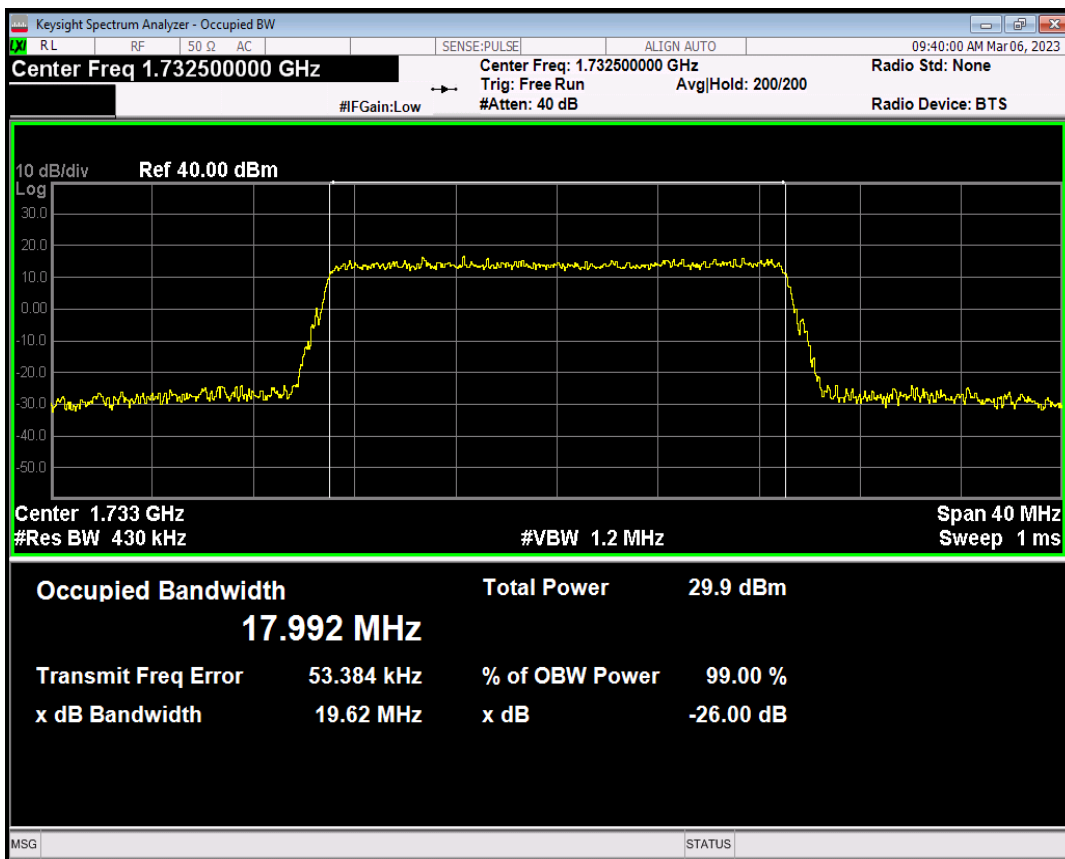 Keysight Spectrum Analyzer - Occupied BW
LXI RL RF 50 Ω AC SENSE:PULSE ALIGN AUTO 09:40:00 AM Mar 06, 2023
Center Freq 1.732500000 GHz Center Freq: 1.732500000 GHz Radio Std: None
Trig: Free Run Avg|Hold: 200/200
#IFGain:Low #Atten: 40 dB Radio Device: BTS
10 dB/div Ref 40.00 dBm
Log
30.0
20.0
10.0
0.00
-10.0
-20.0
-30.0
-40.0
-50.0
Center 1.733 GHz Span 40 MHz
#Res BW 430 kHz #VBW 1.2 MHz Sweep 1 ms
Occupied Bandwidth Total Power 29.9 dBm
17.992 MHz
Transmit Freq Error 53.384 kHz % of OBW Power 99.00 %
x dB Bandwidth 19.62 MHz x dB -26.00 dB
MSG STATUS